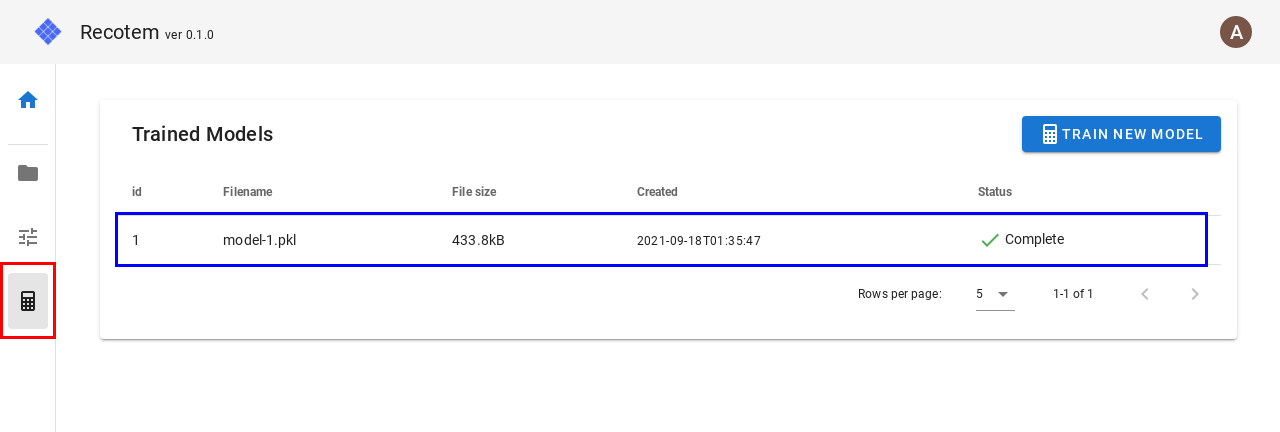 Recotem ver 0.1.0
A
Trained Models
TRAIN NEW MODEL
id Filename File size Created Status
1 model-1.pkl 433.8kB 2021-09-18T01:35:47 Complete
Rows per page: 5 1-1 of 1